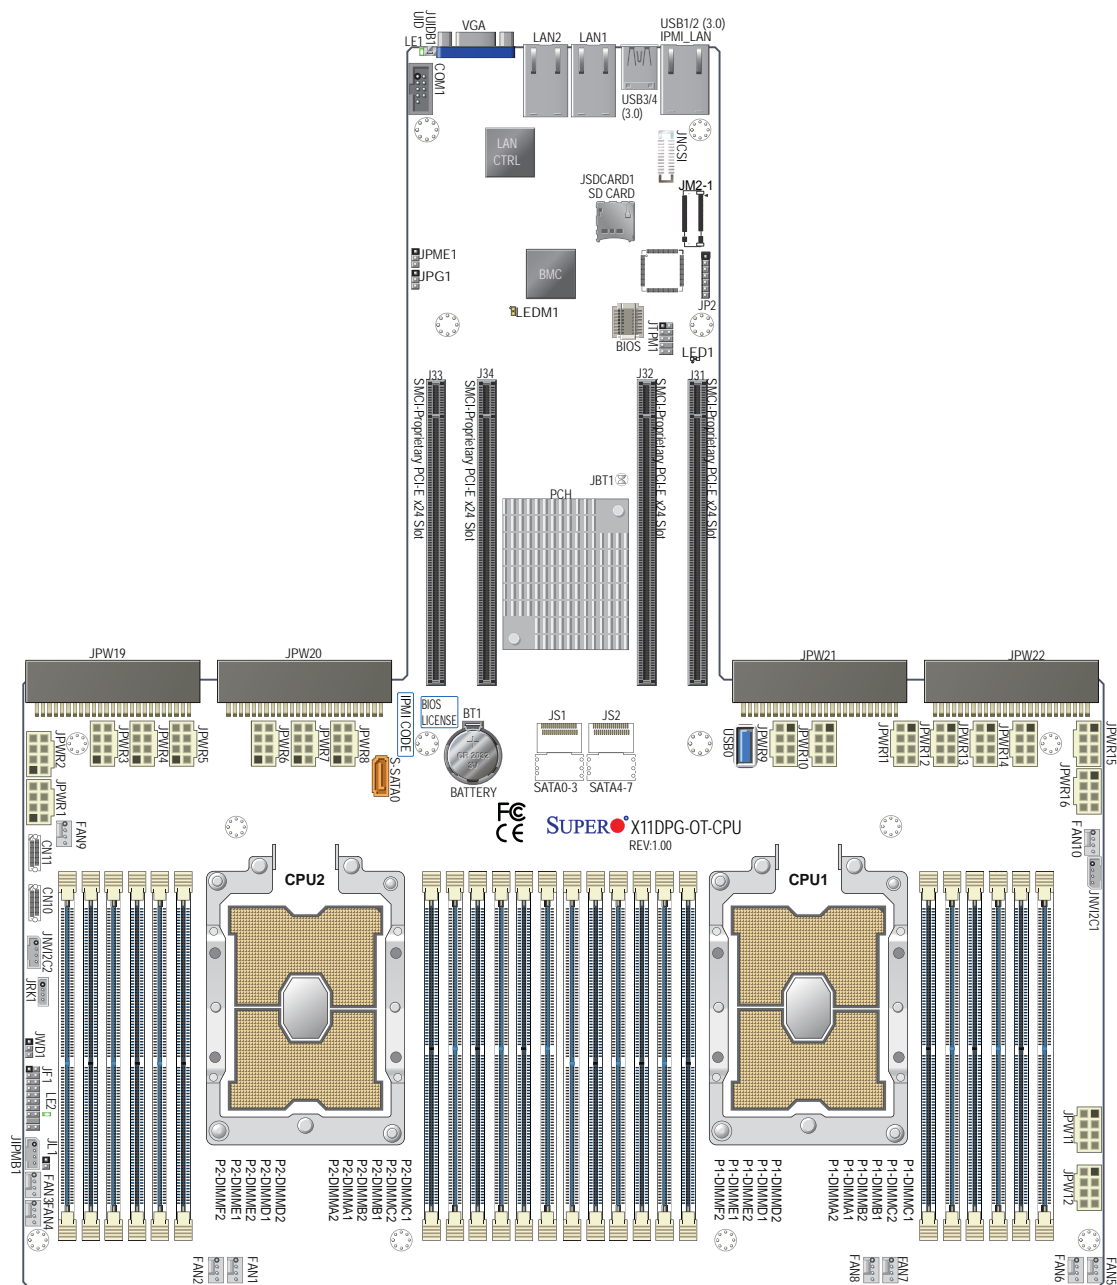 JUIDB1
UID
LE1
VGA
LAN2
LAN1
USB1/2 (3.0)
IPMI_LAN
USB3/4
(3.0)
COM1
LAN
CTRL
JNCSI
JSDCARD1
SD CARD
JM2-1
JPME1
JPG1
BMC
LEDM1
BIOS
JTPM1
JP2
LED1
J33
J34
J32
J31
SMCI-Proprietary PCI-E x24 Slot
SMCI-Proprietary PCI-E x24 Slot
SMCI-Proprietary PCI-E x24 Slot
SMCI-Proprietary PCI-E x24 Slot
JBT1
PCH
JPW19
JPW20
JPW21
JPW22
IPMI CODE
BIOS
LICENSE
BT1
CR 2032
3V
BATTERY
JS1
JS2
SATA0-3
SATA4-7
JPWR2
JPWR3
JPWR4
JPWR5
JPWR6
JPWR7
JPWR8
S-SATA0
USB0
JPWR9
JPWR10
JPWR11
JPWR12
JPWR13
JPWR14
JPWR15
JPWR1
JPWR16
FAN9
FAN10
FC
CE
SUPER X11DPG-OT-CPU
REV:1.00
CN11
CN10
JNVI2C2
JRK1
JWD1
JF1
LE2
JL1
JIPMB1
FAN3
FAN4
JNVI2C1
CPU2
CPU1
JPW11
JPW12
P2-DIMMF2
P2-DIMMF1
P2-DIMME2
P2-DIMME1
P2-DIMMD2
P2-DIMMD1
P2-DIMMA2
P2-DIMMA1
P2-DIMMB2
P2-DIMMB1
P2-DIMMC2
P2-DIMMC1
P1-DIMMF2
P1-DIMMF1
P1-DIMME2
P1-DIMME1
P1-DIMMD2
P1-DIMMD1
P1-DIMMA2
P1-DIMMA1
P1-DIMMB2
P1-DIMMB1
P1-DIMMC2
P1-DIMMC1
FAN2
FAN1
FAN8
FAN7
FAN6
FAN5